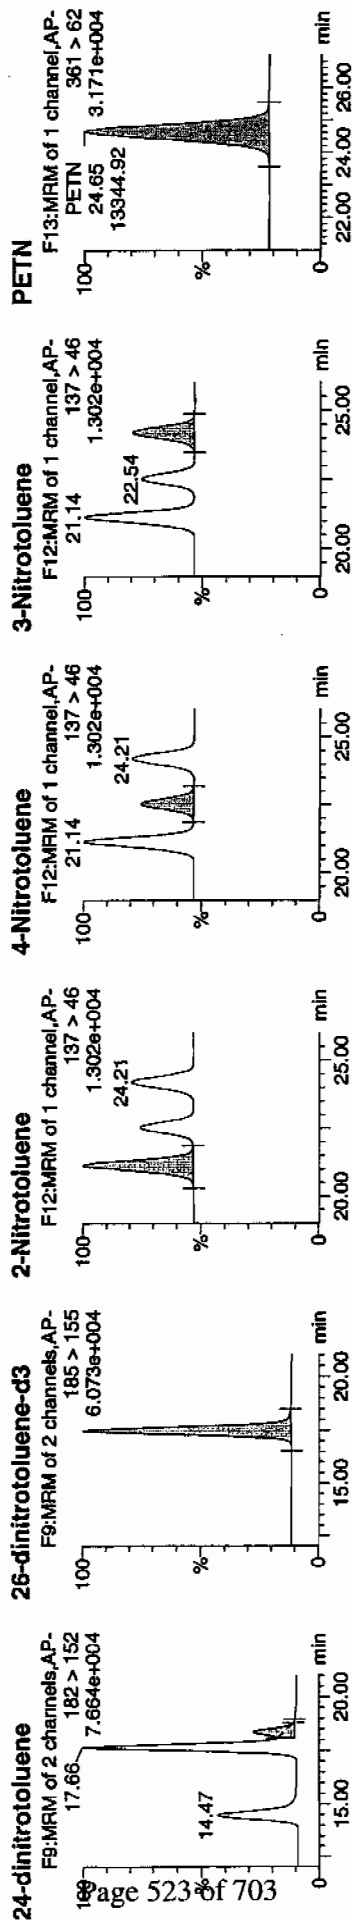 24-dinitrotoluene
F9:MRM of 2 channels,AP-
182 > 152
7.664e+004
17.66
14.47
100
%
0
15.00
20.00
min
26-dinitrotoluene-d3
F9:MRM of 2 channels,AP-
185 > 155
6.073e+004
100
%
0
15.00
20.00
min
2-Nitrotoluene
F12:MRM of 1 channel,AP-
137 > 46
1.302e+004
24.21
100
%
0
20.00
25.00
min
4-Nitrotoluene
F12:MRM of 1 channel,AP-
21.14
137 > 46
1.302e+004
24.21
100
%
0
20.00
25.00
min
3-Nitrotoluene
F12:MRM of 1 channel,AP-
21.14
137 > 46
1.302e+004
22.54
100
%
0
20.00
25.00
min
PETN
F13:MRM of 1 channel,AP-
PETN
24.65
13344.92
361 > 62
3.171e+004
100
%
0
22.00
24.00
26.00
min
Page 523 of 703